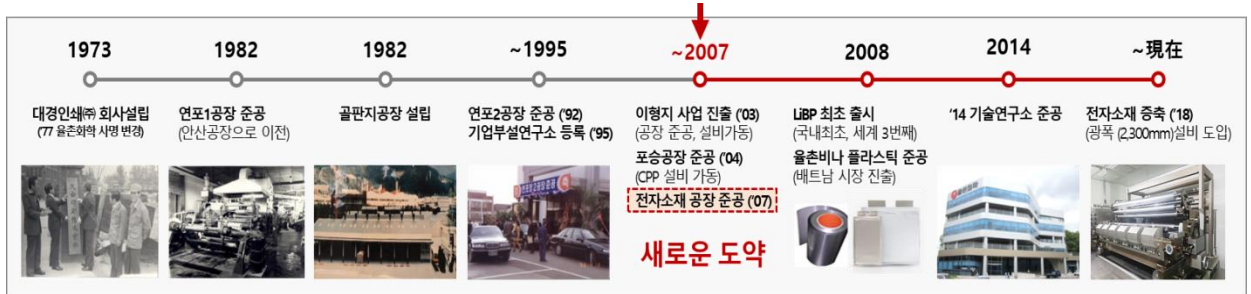 1973
대경인쇄㈜ 회사설립
('77 율촌화학 사명 변경)
1982
연포1공장 준공
(안산공장으로 이전)
1982
골판지공장 설립
~1995
연포2공장 준공 ('92)
기업부설연구소 등록 ('95)
~2007
이형지 사업 진출 ('03)
(공장 준공, 설비가동)
포승공장 준공 ('04)
(CPP 설비 가동)
전자소재 공장 준공 ('07)
새로운 도약
2008
LiBP 최초 출시
(국내최초, 세계 3번째)
율촌비나 플라스틱 준공
(배트남 시장 진출)
2014
'14 기술연구소 준공
~現在
전자소재 증축 ('18)
(광폭 (2,300mm)설비 도입)